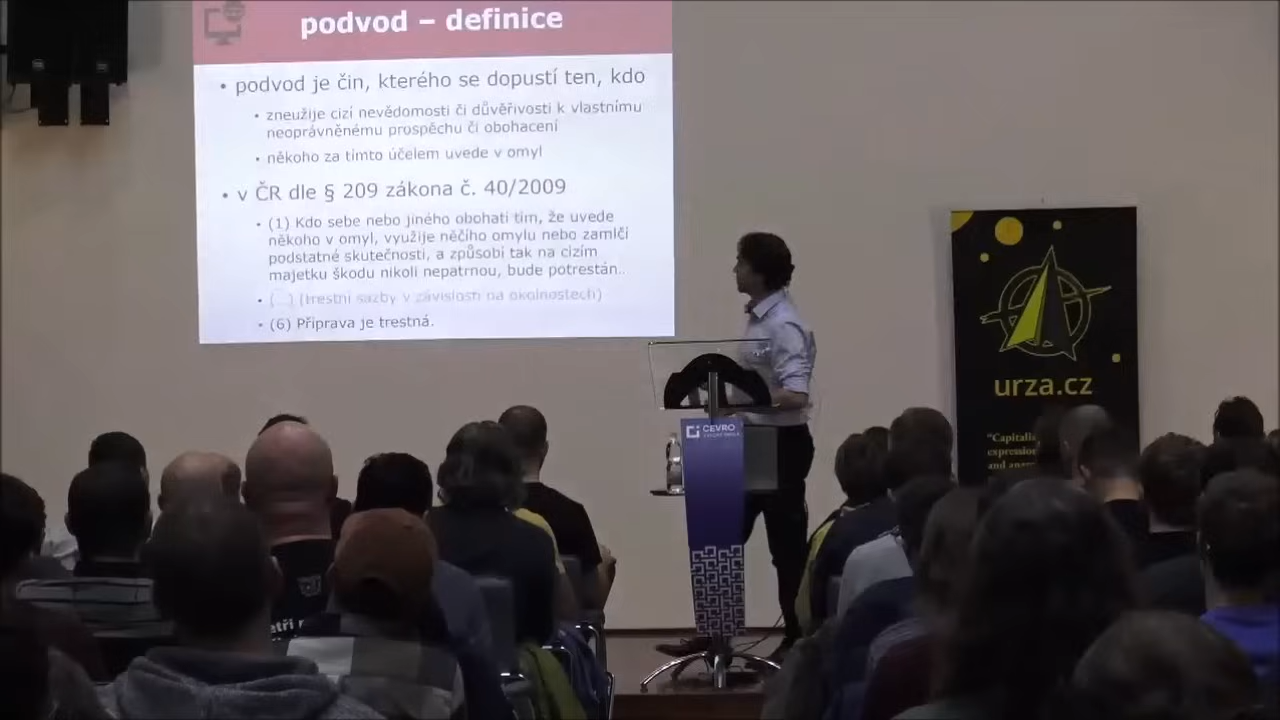 podvod – definice
• podvod je čin, kterého se dopustí ten, kdo
• zneužije cizí nevědomosti či důvěřivosti k vlastnímu
neoprávněnému prospěchu či obohacení
• někoho za tímto účelem uvede v omyl
• v ČR dle § 209 zákona č. 40/2009
• (1) Kdo sebe nebo jiného obohatí tím, že uvede
někoho v omyl, využije něčího omylu nebo zamlčí
podstatné skutečnosti, a způsobí tak na cizím
majetku škodu nikoli nepatrnou, bude potrestán…
• (…) (trestní sazby v závislosti na okolnostech)
• (6) Příprava je trestná.
CEVRO
urza.cz
"Capitali
expression
and anar
etři